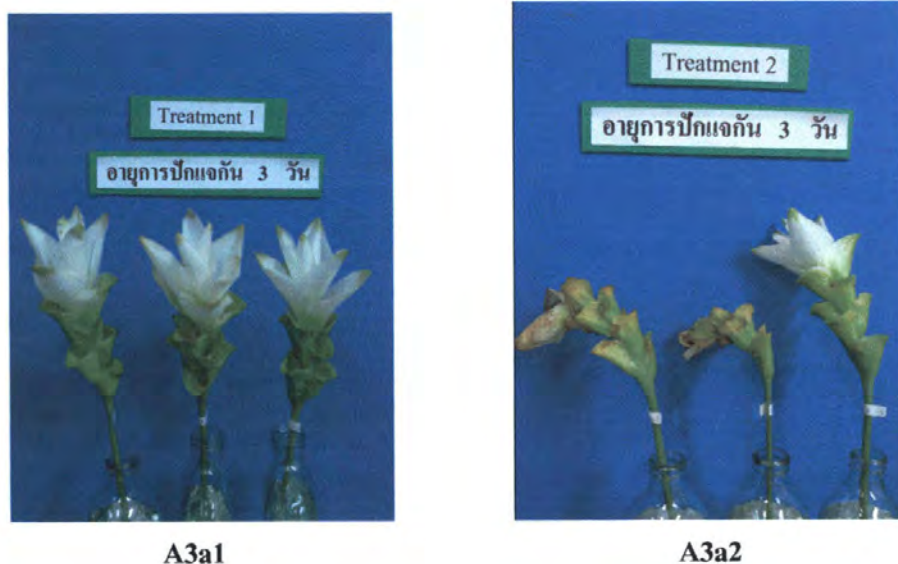 Treatment 1
อายุการปักแจกัน 3 วัน
A3a1
Treatment 2
อายุการปักแจกัน 3 วัน
A3a2